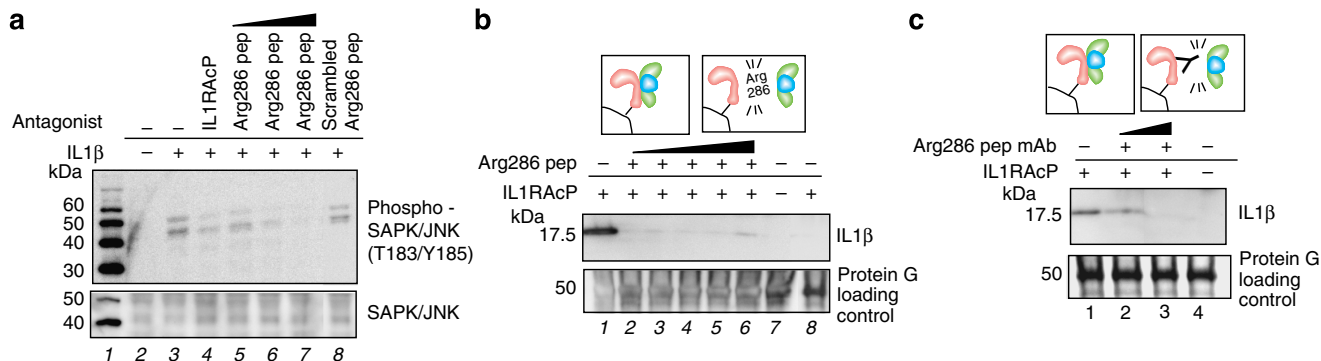 a
Antagonist – – IL1RAcP Arg286 pep Arg286 pep Arg286 pep Scrambled Arg286 pep
IL1β – + + + + + +
kDa
60
50
40
30
Phospho -
SAPK/JNK
(T183/Y185)
50
40
SAPK/JNK
1 2 3 4 5 6 7 8
b
Arg
286
Arg286 pep – + + + + + – –
IL1RAcP + + + + + + – +
kDa
17.5
IL1β
50
Protein G
loading
control
1 2 3 4 5 6 7 8
c
Arg286 pep mAb – + + –
IL1RAcP + + + –
kDa
17.5
IL1β
50
Protein G
loading
control
1 2 3 4